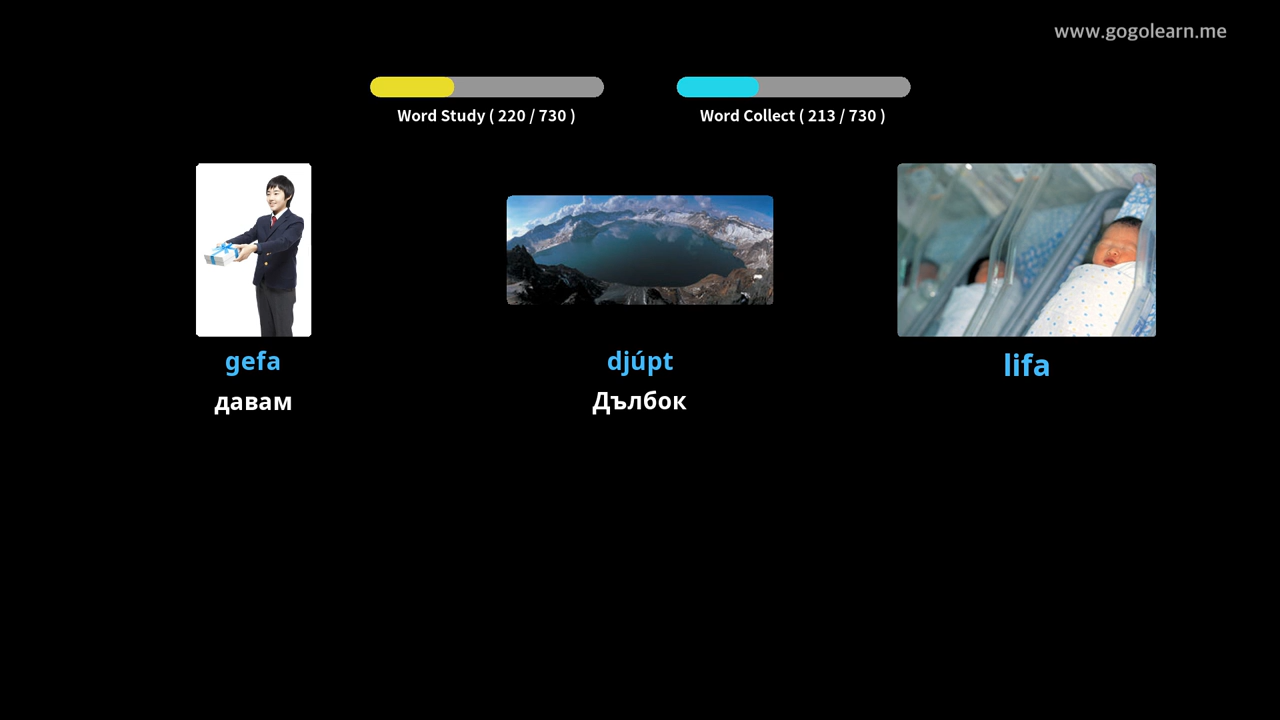 www.gogolearn.me
Word Study ( 220 / 730 )
Word Collect ( 213 / 730 )
gefa
давам
djúpt
Дълбок
lifa